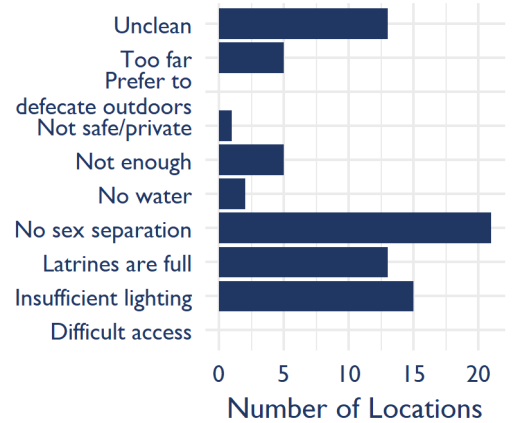 Unclean
Too far
Prefer to
defecate outdoors
Not safe/private
Not enough
No water
No sex separation
Latrines are full
Insufficient lighting
Difficult access
0 5 10 15 20
Number of Locations